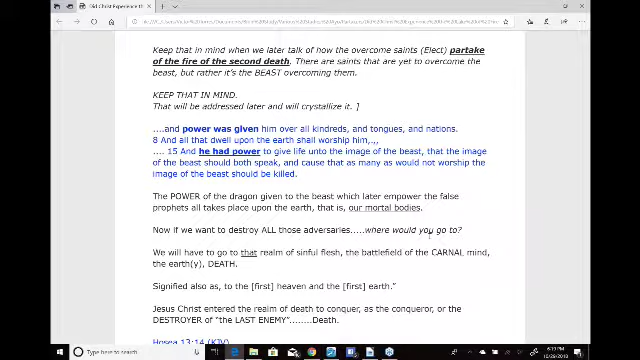 Did Christ Experience th
Keep that in mind when we later talk of how the overcome saints (Elect) partake
of the fire of the second death. There are saints that are yet to overcome the
beast, but rather it's the BEAST overcoming them.
KEEP THAT IN MIND.
That will be addressed later and will crystallize it. ]
....and power was given him over all kindreds, and tongues, and nations.
8 And all that dwell upon the earth shall worship him,.,,
.... 15 And he had power to give life unto the image of the beast, that the image
of the beast should both speak, and cause that as many as would not worship the
image of the beast should be killed.
The POWER of the dragon given to the beast which later empower the false
prophets all takes place upon the earth, that is, our mortal bodies.
Now if we want to destroy ALL those adversaries.....where would you go to?
We will have to go to that realm of sinful flesh, the battlefield of the CARNAL mind,
the earth(y), DEATH.
Signified also as, to the [first] heaven and the [first] earth."
Jesus Christ entered the realm of death to conquer, as the conqueror, or the
DESTROYER of "the LAST ENEMY".......Death.
Hosea 13:14 (KJV)
Type here to search